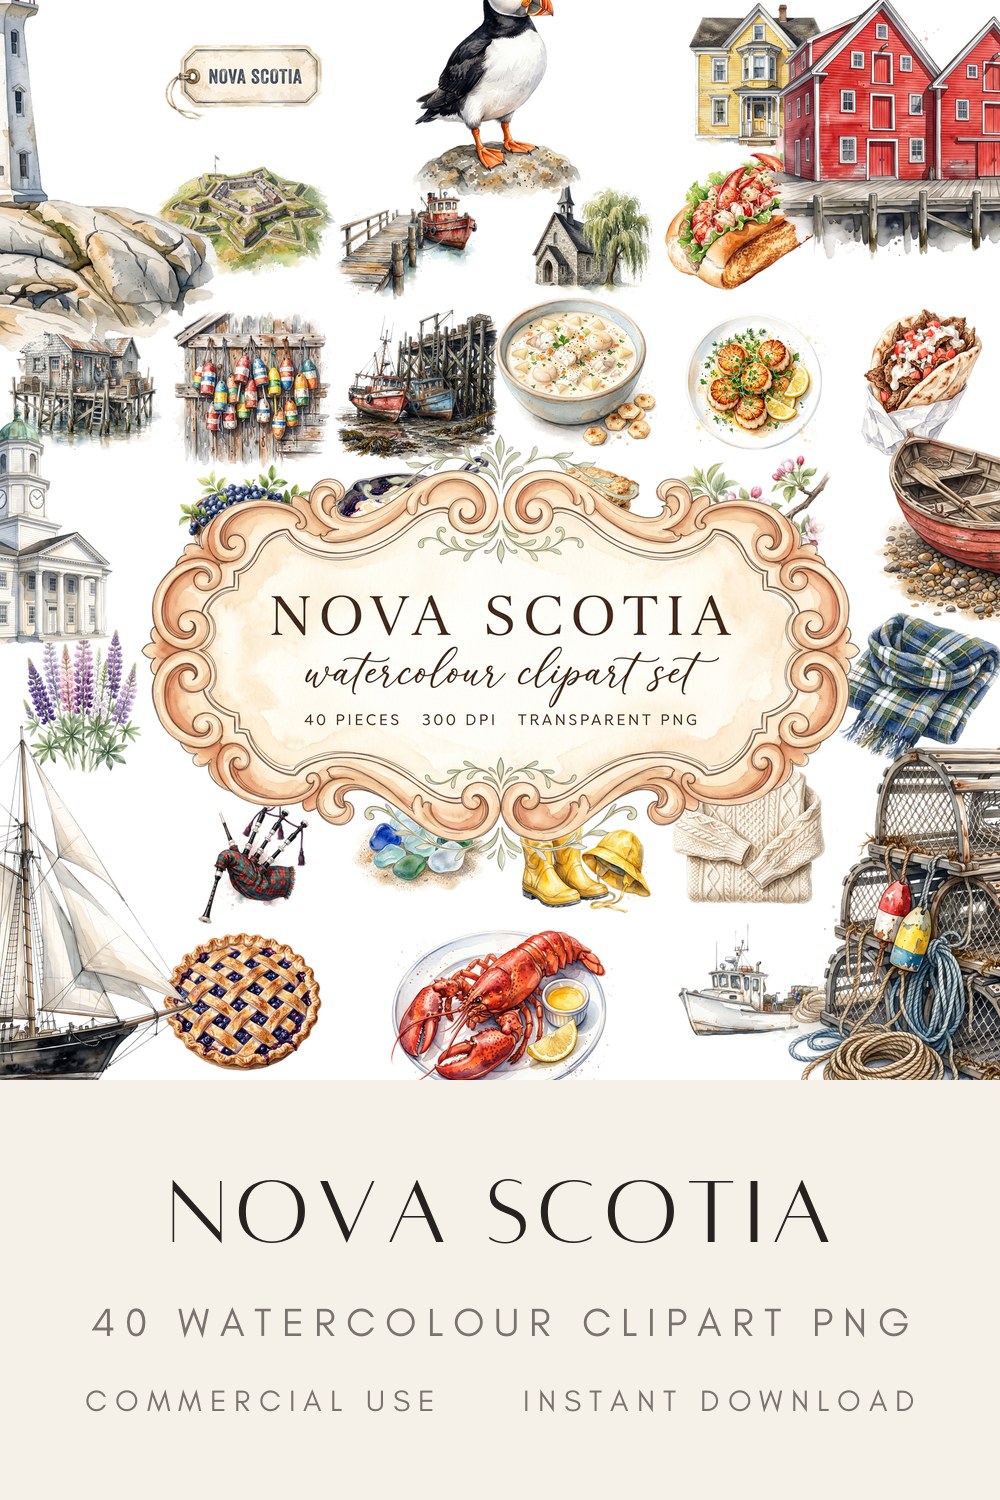 NOVA SCOTIA
NOVA SCOTIA
watercolour clipart set
40 PIECES 300 DPI TRANSPARENT PNG
NOVA SCOTIA
40 WATERCOLOUR CLIPART PNG
COMMERCIAL USE INSTANT DOWNLOAD